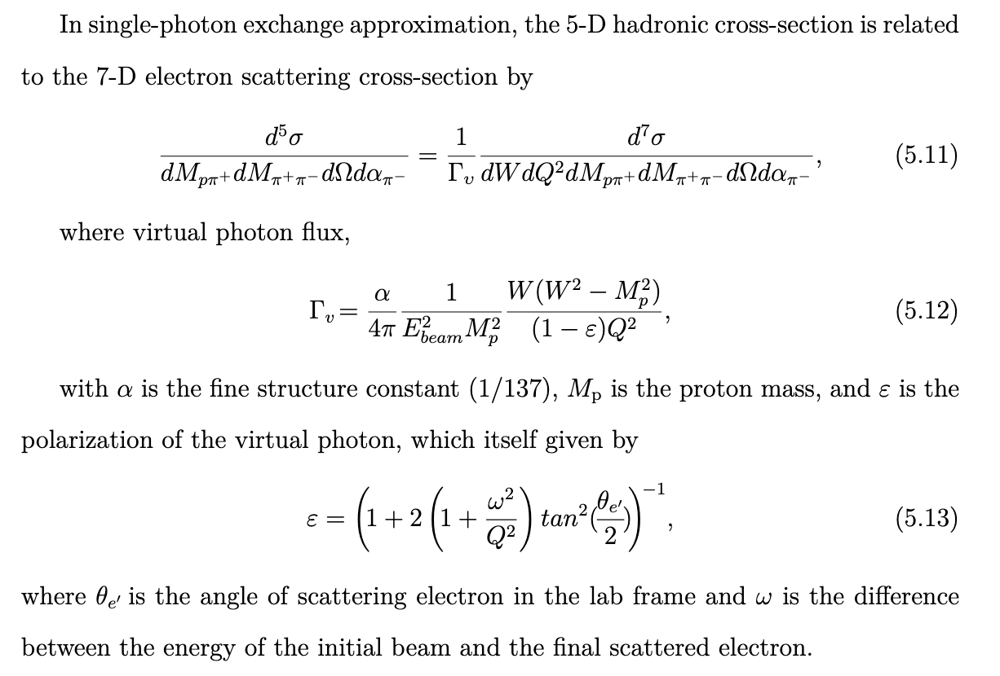 In single-photon exchange approximation, the 5-D hadronic cross-section is related
to the 7-D electron scattering cross-section by
$$\frac{d^5\sigma}{dM_{p\pi^+}dM_{\pi^+\pi^-}d\Omega d\alpha_{\pi^-}} = \frac{1}{\Gamma_v}\frac{d^7\sigma}{dWdQ^2dM_{p\pi^+}dM_{\pi^+\pi^-}d\Omega d\alpha_{\pi^-}}, \quad (5.11)$$
where virtual photon flux,
$$\Gamma_v = \frac{\alpha}{4\pi}\frac{1}{E^2_{beam}M^2_p}\frac{W(W^2 - M^2_p)}{(1-\varepsilon)Q^2}, \quad (5.12)$$
with $\alpha$ is the fine structure constant (1/137), $M_{\mathrm{p}}$ is the proton mass, and $\varepsilon$ is the
polarization of the virtual photon, which itself given by
$$\varepsilon = \left(1 + 2\left(1 + \frac{\omega^2}{Q^2}\right)tan^2(\frac{\theta_{e'}}{2})\right)^{-1}, \quad (5.13)$$
where $\theta_{e'}$ is the angle of scattering electron in the lab frame and $\omega$ is the difference
between the energy of the initial beam and the final scattered electron.